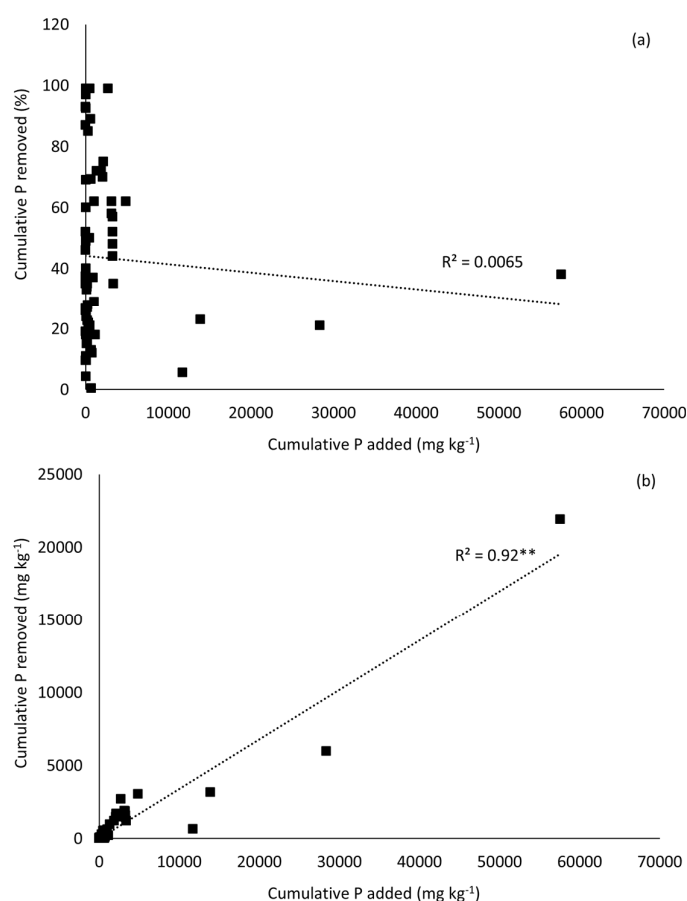 (a)
120
100
80
60
40
20
0
Cumulative P removed (%)
R² = 0.0065
0 10000 20000 30000 40000 50000 60000 70000
Cumulative P added (mg kg⁻¹)
(b)
25000
20000
15000
10000
5000
0
Cumulative P removed (mg kg⁻¹)
R² = 0.92**
0 10000 20000 30000 40000 50000 60000 70000
Cumulative P added (mg kg⁻¹)